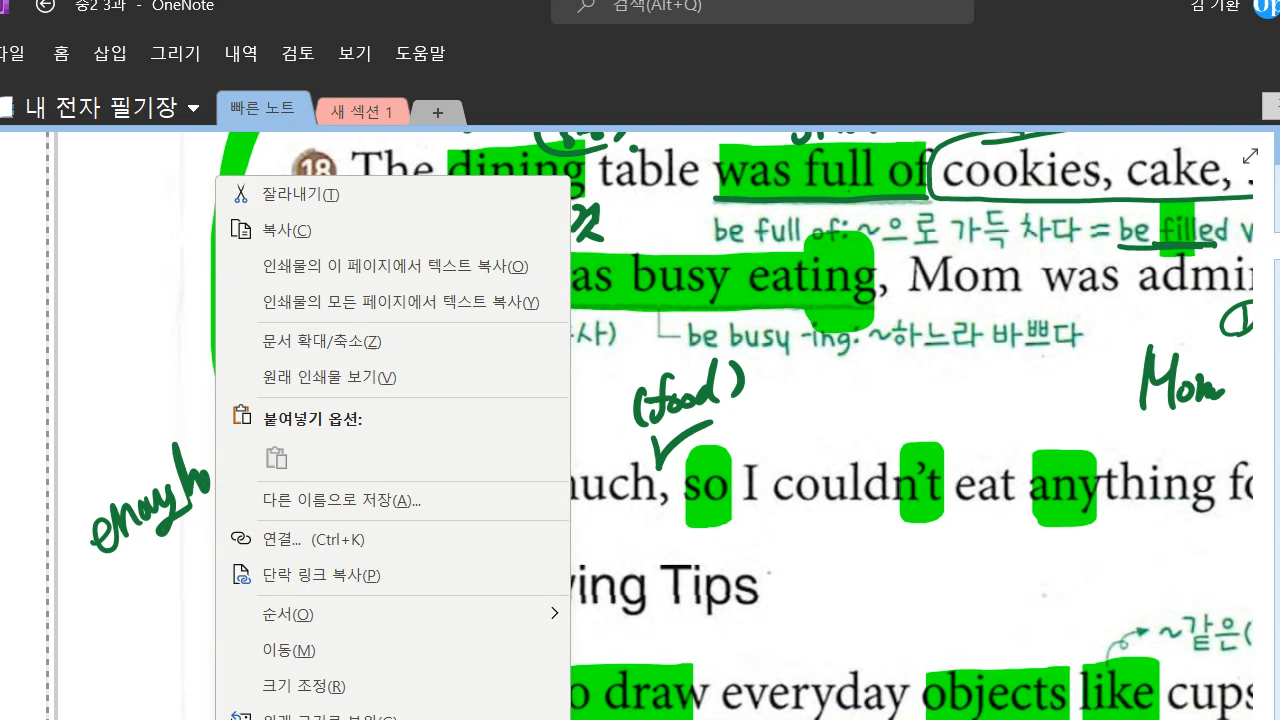 중2 3과 - OneNote
검색(Alt+Q)
김 기환
파일 홈 삽입 그리기 내역 검토 보기 도움말
내 전자 필기장 빠른 노트 새 섹션 1 +
18 The dining table was full of cookies, cake,
be full of: ~으로 가득 차다 = be filled
as busy eating, Mom was
사) be busy -ing: ~하느라 바쁘다
(food)
Mom
much, so I couldn't eat anything
ing Tips
~같은(
draw everyday objects like cups
잘라내기(T)
복사(C)
인쇄물의 이 페이지에서 텍스트 복사(O)
인쇄물의 모든 페이지에서 텍스트 복사(Y)
문서 확대/축소(Z)
원래 인쇄물 보기(V)
붙여넣기 옵션:
다른 이름으로 저장(A)...
연결... (Ctrl+K)
단락 링크 복사(P)
순서(O)
이동(M)
크기 조정(R)